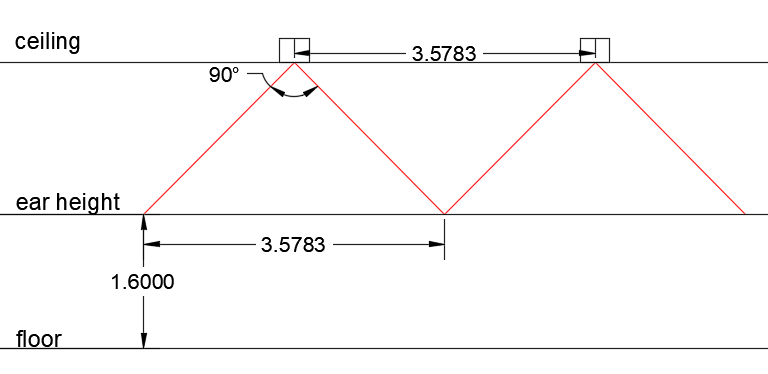 ceiling
3.5783
90°
ear height
3.5783
1.6000
floor